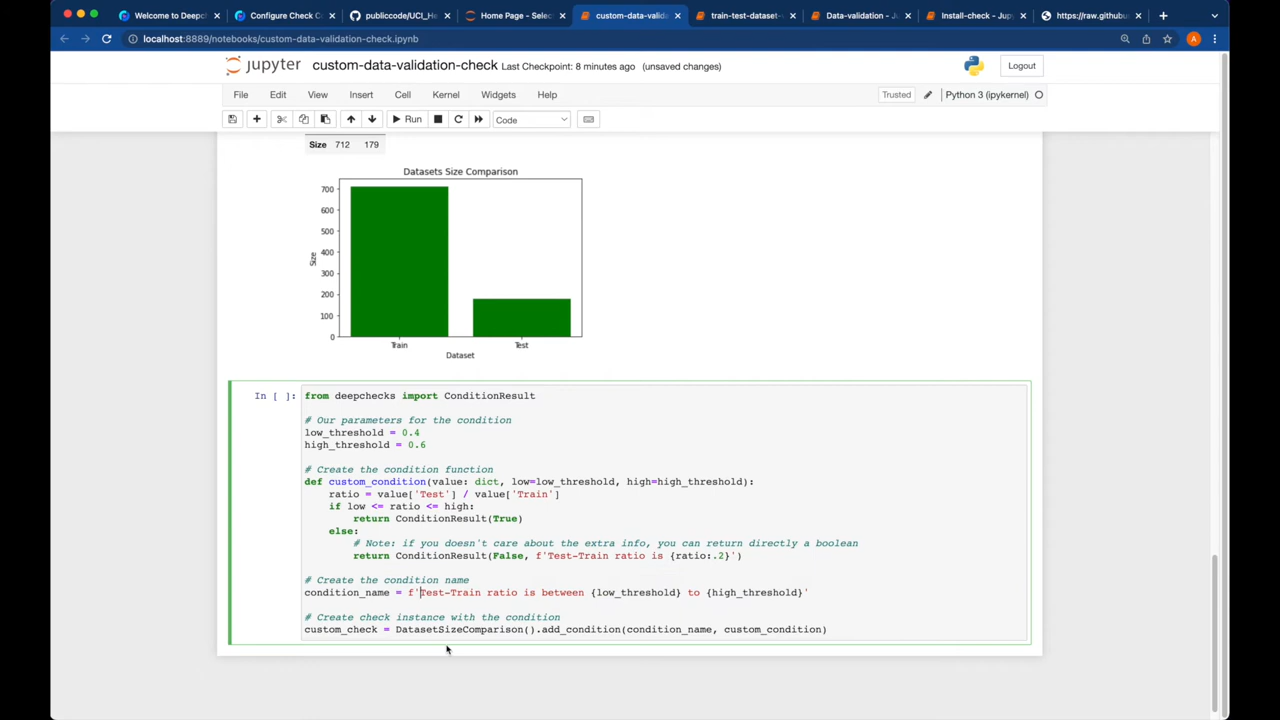 Welcome to Deepch
Configure Check C
publiccode/UCI_He
Home Page - Selec
custom-data-valid
train-test-dataset-
Data-validation - J
Install-check - Jup
https://raw.githubus
localhost:8889/notebooks/custom-data-validation-check.ipynb
jupyter custom-data-validation-check Last Checkpoint: 8 minutes ago (unsaved changes)
Logout
File Edit View Insert Cell Kernel Widgets Help
Trusted
Python 3 (ipykernel)
Run
Code
Size 712 179
Datasets Size Comparison
700
600
500
400
300
200
100
0
Size
Train Test
Dataset
In [ ]:
from deepchecks import ConditionResult
# Our parameters for the condition
low_threshold = 0.4
high_threshold = 0.6
# Create the condition function
def custom_condition(value: dict, low=low_threshold, high=high_threshold):
ratio = value['Test'] / value['Train']
if low <= ratio <= high:
return ConditionResult(True)
else:
# Note: if you doesn't care about the extra info, you can return directly a boolean
return ConditionResult(False, f'Test-Train ratio is {ratio:.2}')
# Create the condition name
condition_name = f'Test-Train ratio is between {low_threshold} to {high_threshold}'
# Create check instance with the condition
custom_check = DatasetSizeComparison().add_condition(condition_name, custom_condition)